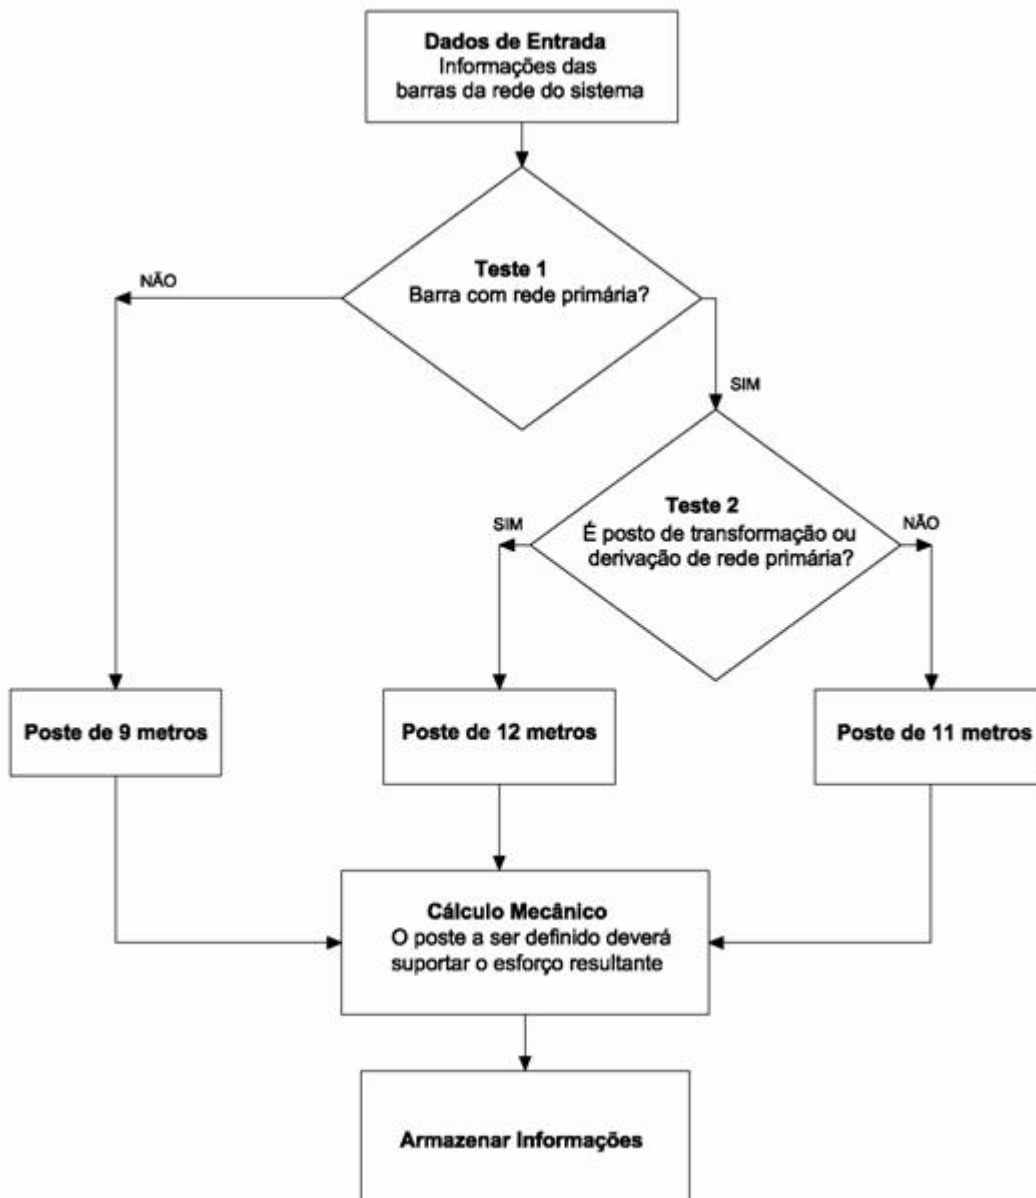 Dados de Entrada
Informações das
barras da rede do sistema
Teste 1
Barra com rede primária?
NÃO
SIM
Teste 2
É posto de transformação ou
derivação de rede primária?
SIM
NÃO
Poste de 9 metros
Poste de 12 metros
Poste de 11 metros
Cálculo Mecânico
O poste a ser definido deverá
suportar o esforço resultante
Armazenar Informações